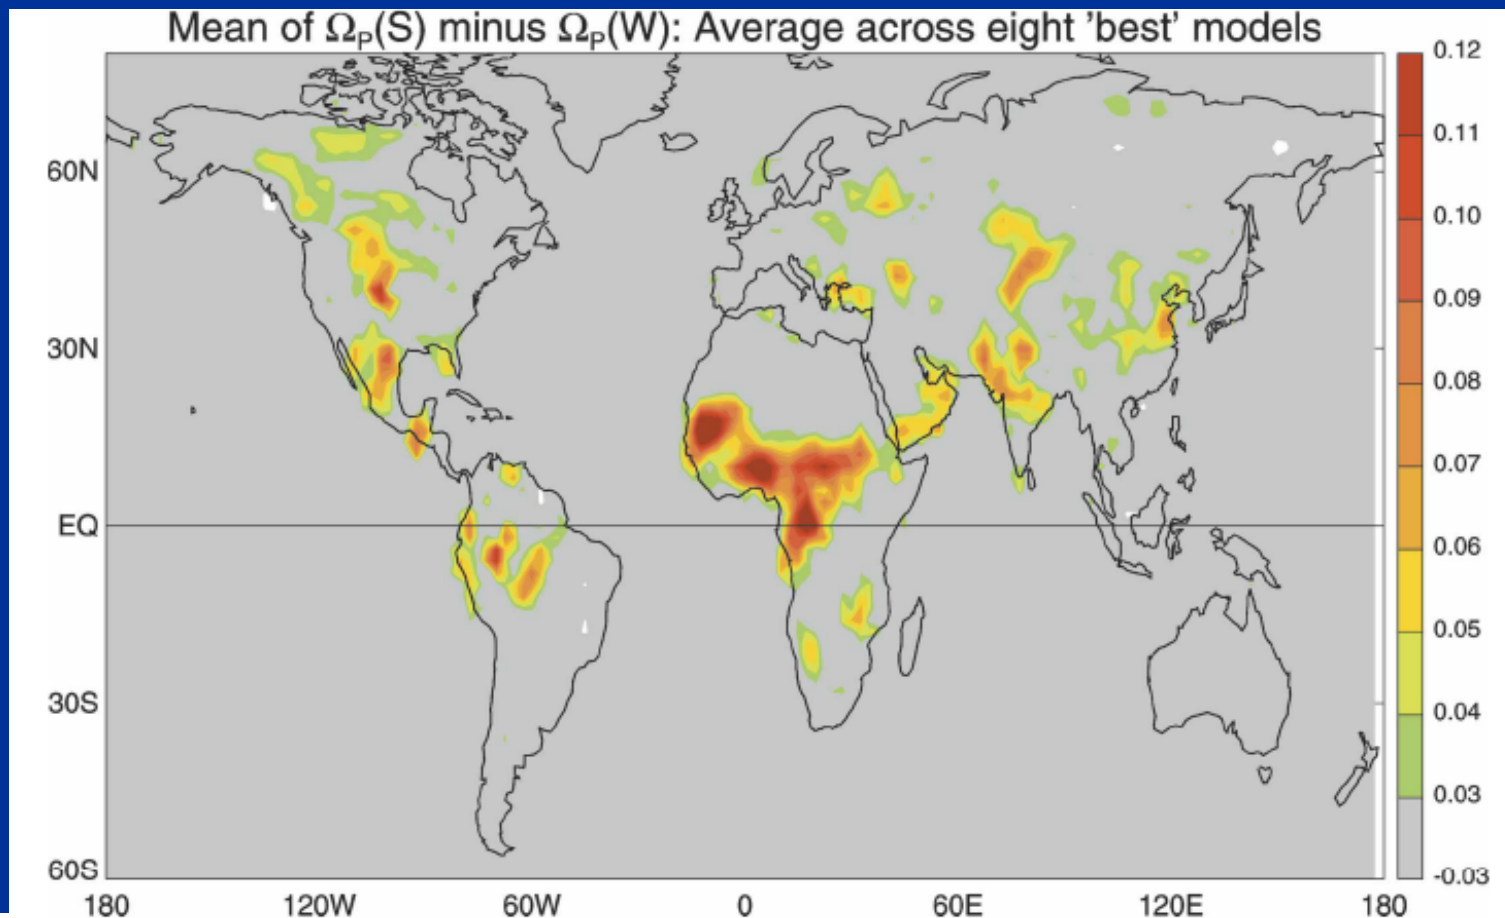 Mean of Ωₚ(S) minus Ωₚ(W): Average across eight 'best' models
0.12
0.11
0.10
0.09
0.08
0.07
0.06
0.05
0.04
0.03
-0.03
60N
30N
EQ
30S
60S
180 120W 60W 0 60E 120E 180